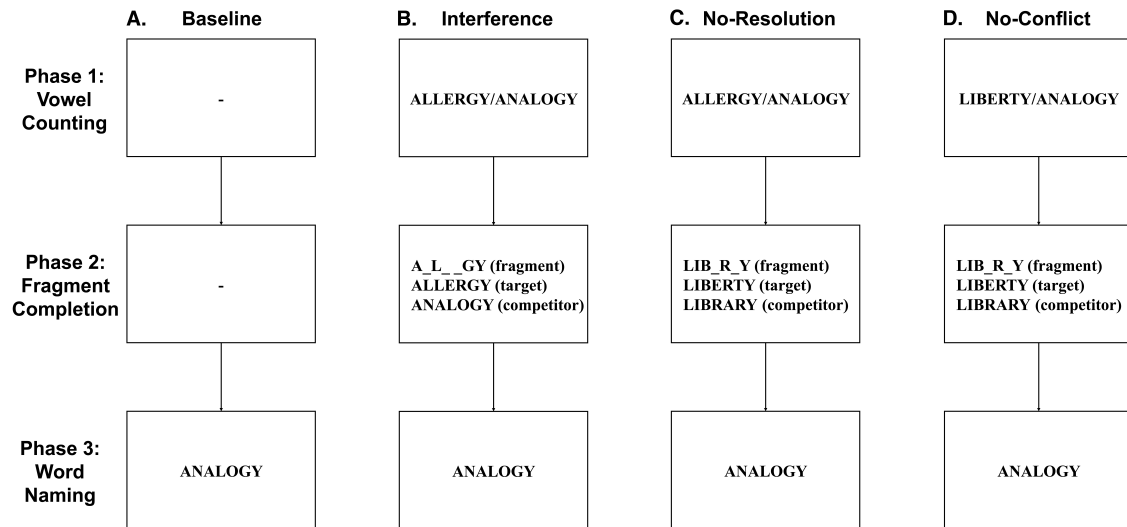 A. Baseline
B. Interference
C. No-Resolution
D. No-Conflict
Phase 1:
Vowel
Counting
-
ALLERGY/ANALOGY
ALLERGY/ANALOGY
LIBERTY/ANALOGY
Phase 2:
Fragment
Completion
-
A_L_ _GY (fragment)
ALLERGY (target)
ANALOGY (competitor)
LIB_R_Y (fragment)
LIBERTY (target)
LIBRARY (competitor)
LIB_R_Y (fragment)
LIBERTY (target)
LIBRARY (competitor)
Phase 3:
Word
Naming
ANALOGY
ANALOGY
ANALOGY
ANALOGY